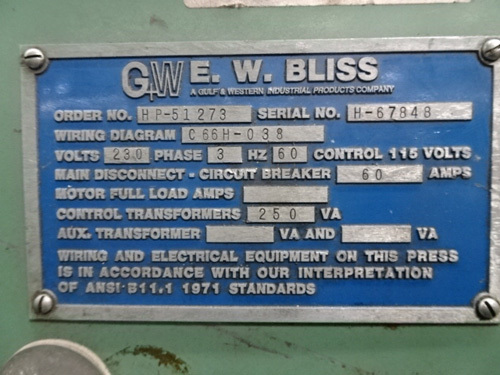 G+W E. W. BLISS
A GULF & WESTERN INDUSTRIAL PRODUCTS COMPANY
ORDER NO. HP-51273 SERIAL NO. H-67848
WIRING DIAGRAM C66H-038
VOLTS 230 PHASE 3 HZ 60 CONTROL 115 VOLTS
MAIN DISCONNECT - CIRCUIT BREAKER 60 AMPS
MOTOR FULL LOAD AMPS
CONTROL TRANSFORMERS 250 VA
AUX. TRANSFORMER VA AND VA
WIRING AND ELECTRICAL EQUIPMENT ON THIS PRESS
IS IN ACCORDANCE WITH OUR INTERPRETATION
OF ANSI-B11.1 1971 STANDARDS